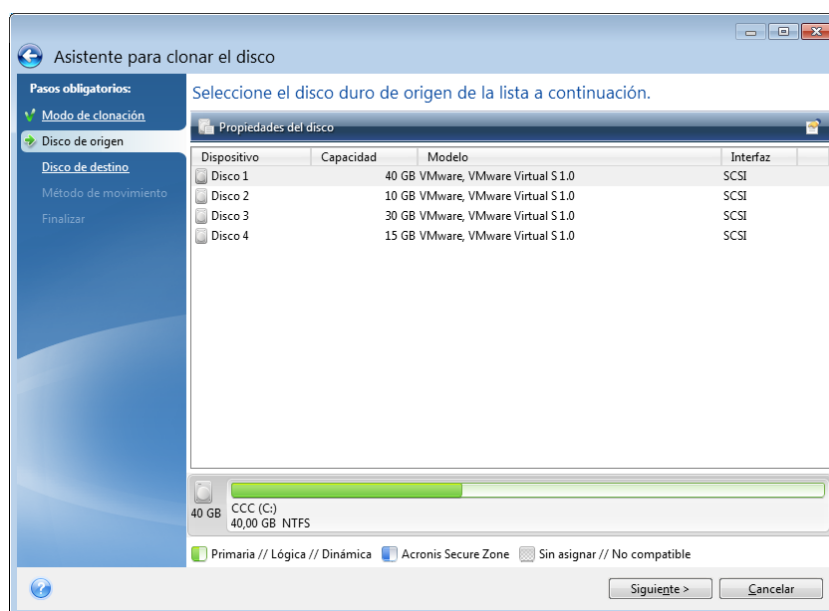 Asistente para clonar el disco
Pasos obligatorios:
Modo de clonación
Disco de origen
Disco de destino
Método de movimiento
Finalizar
Seleccione el disco duro de origen de la lista a continuación.
Propiedades del disco
Dispositivo Capacidad Modelo Interfaz
Disco 1 40 GB VMware, VMware Virtual S 1.0 SCSI
Disco 2 10 GB VMware, VMware Virtual S 1.0 SCSI
Disco 3 30 GB VMware, VMware Virtual S 1.0 SCSI
Disco 4 15 GB VMware, VMware Virtual S 1.0 SCSI
40 GB
CCC (C:)
40,00 GB NTFS
Primaria // Lógica // Dinámica Acronis Secure Zone Sin asignar // No compatible
Siguiente > Cancelar